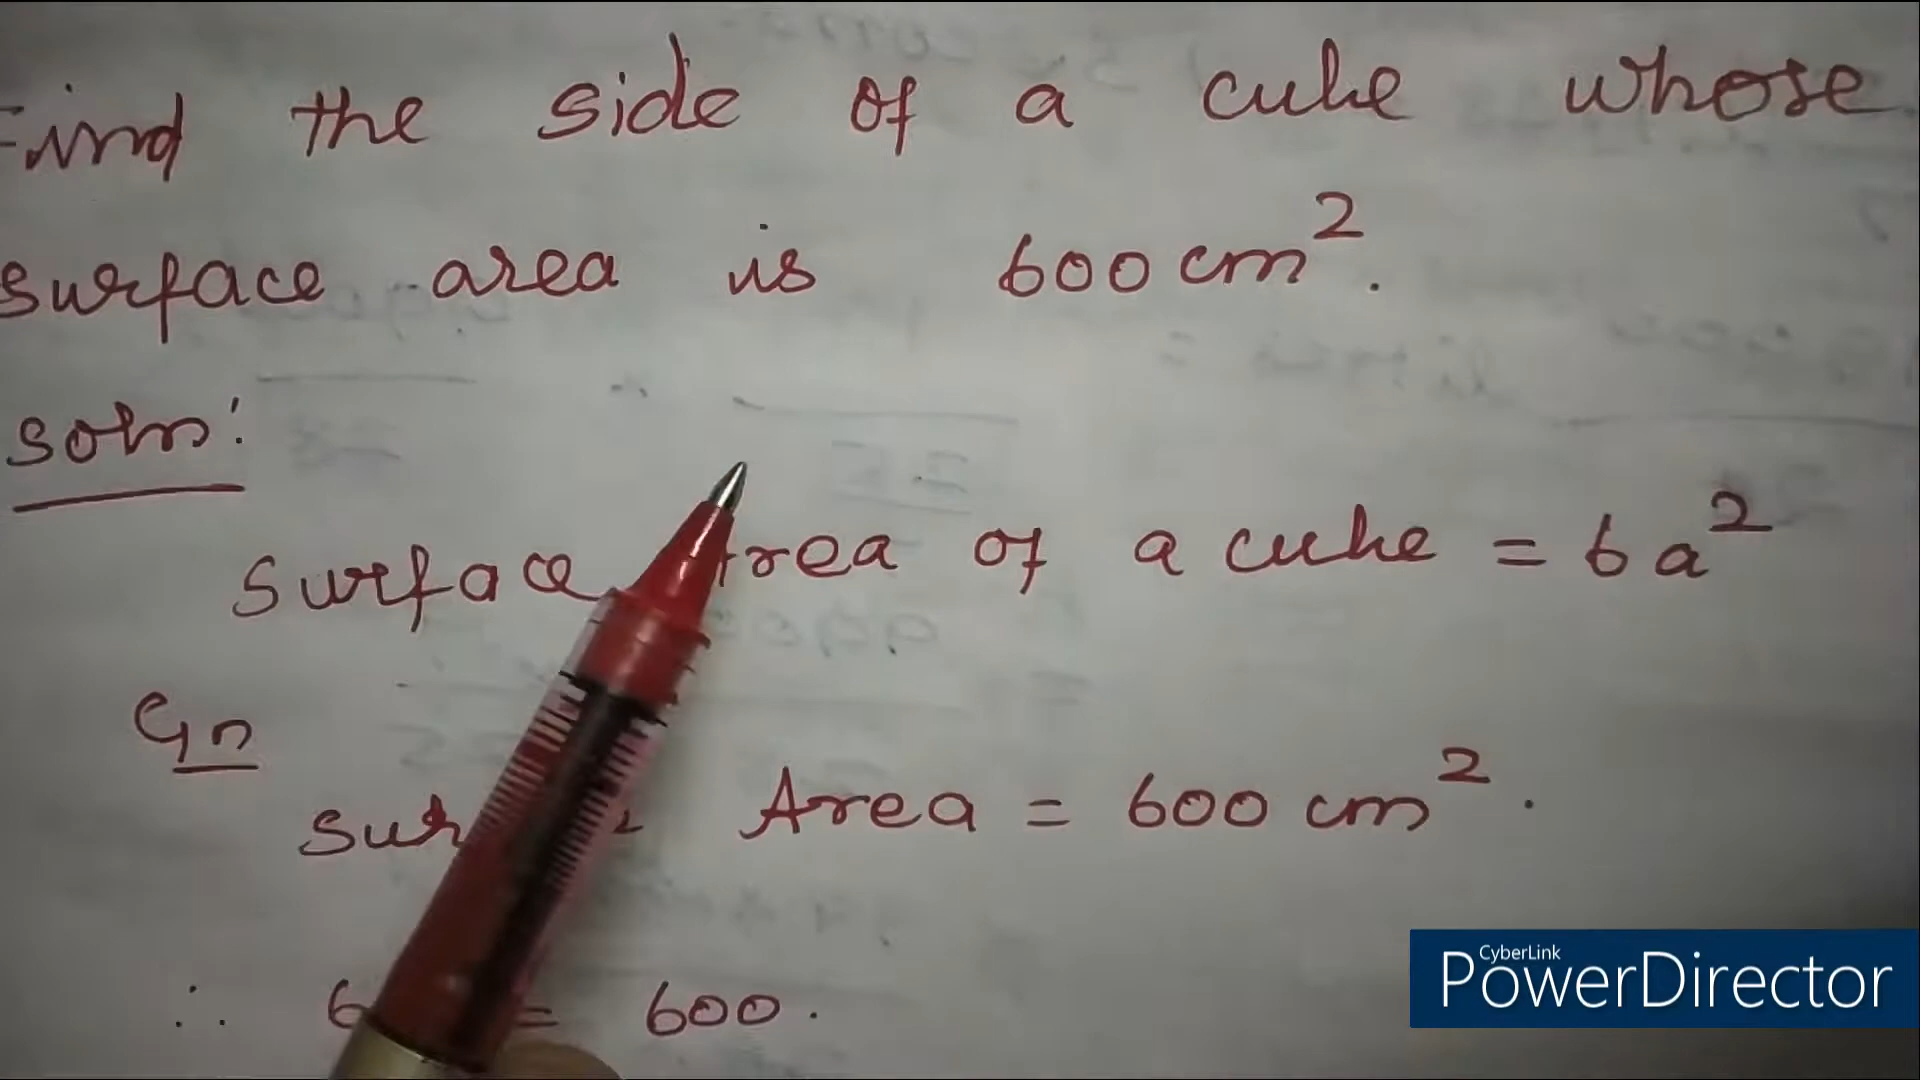 Find the side of a cube whose
surface area is 600 cm².
Soln:
Surface Area of a cube = 6a²
Gn
Area = 600 cm².
∴ = 600.
CyberLink
PowerDirector